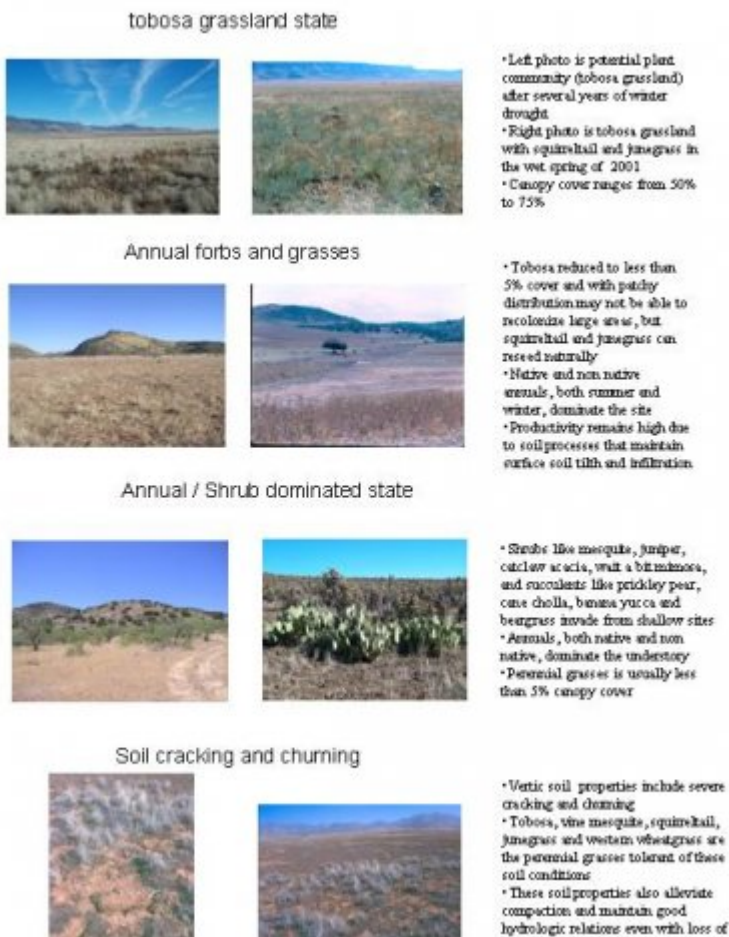 tobosa grassland state
• Left photo is potential plant
community (tobosa grassland)
after several years of winter
drought
• Right photo is tobosa grassland
with squirreltail and junegrass in
the wet spring of 2001
• Canopy cover ranges from 50%
to 75%
Annual forbs and grasses
• Tobosa reduced to less than
5% cover and with patchy
distribution may not be able to
recolonize large areas, but
squirreltail and junegrass can
reseed naturally
• Native and non native
annuals, both summer and
winter, dominate the site
• Productivity remains high due
to soil processes that maintain
surface soil tilth and infiltration
Annual / Shrub dominated state
• Shrubs like mesquite, juniper,
catclaw acacia, wait a bit mimosa,
and succulents like prickley pear,
cane cholla, banana yucca and
beargrass invade from shallow sites
• Annuals, both native and non
native, dominate the understory
• Perennial grasses is usually less
than 5% canopy cover
Soil cracking and churning
• Vertic soil properties include severe
cracking and churning
• Tobosa, vine mesquite, squirreltail,
junegrass and western wheatgrass are
the perennial grasses tolerant of these
soil conditions
• These soil properties also alleviate
compaction and maintain good
hydrologic relations even with loss of